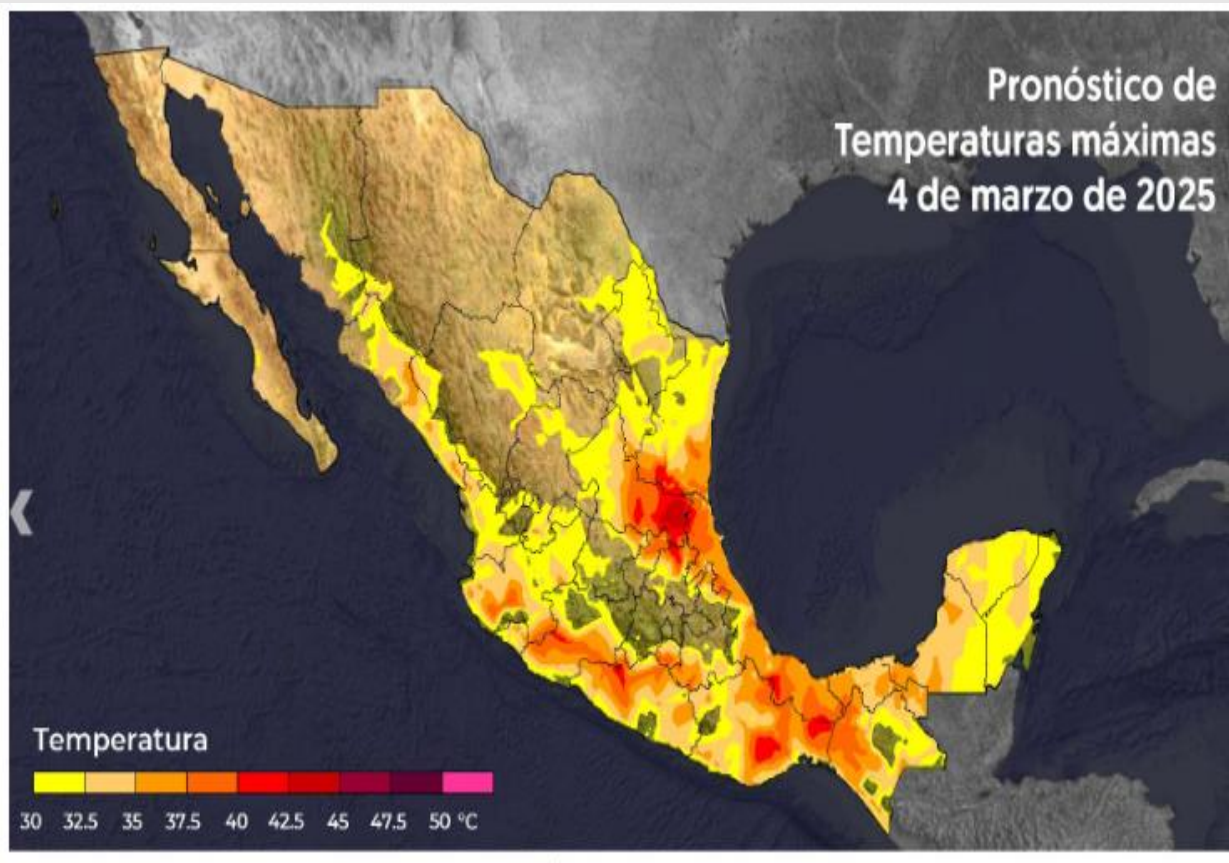 Pronóstico de
Temperaturas máximas
4 de marzo de 2025
Temperatura
30 32.5 35 37.5 40 42.5 45 47.5 50 °C